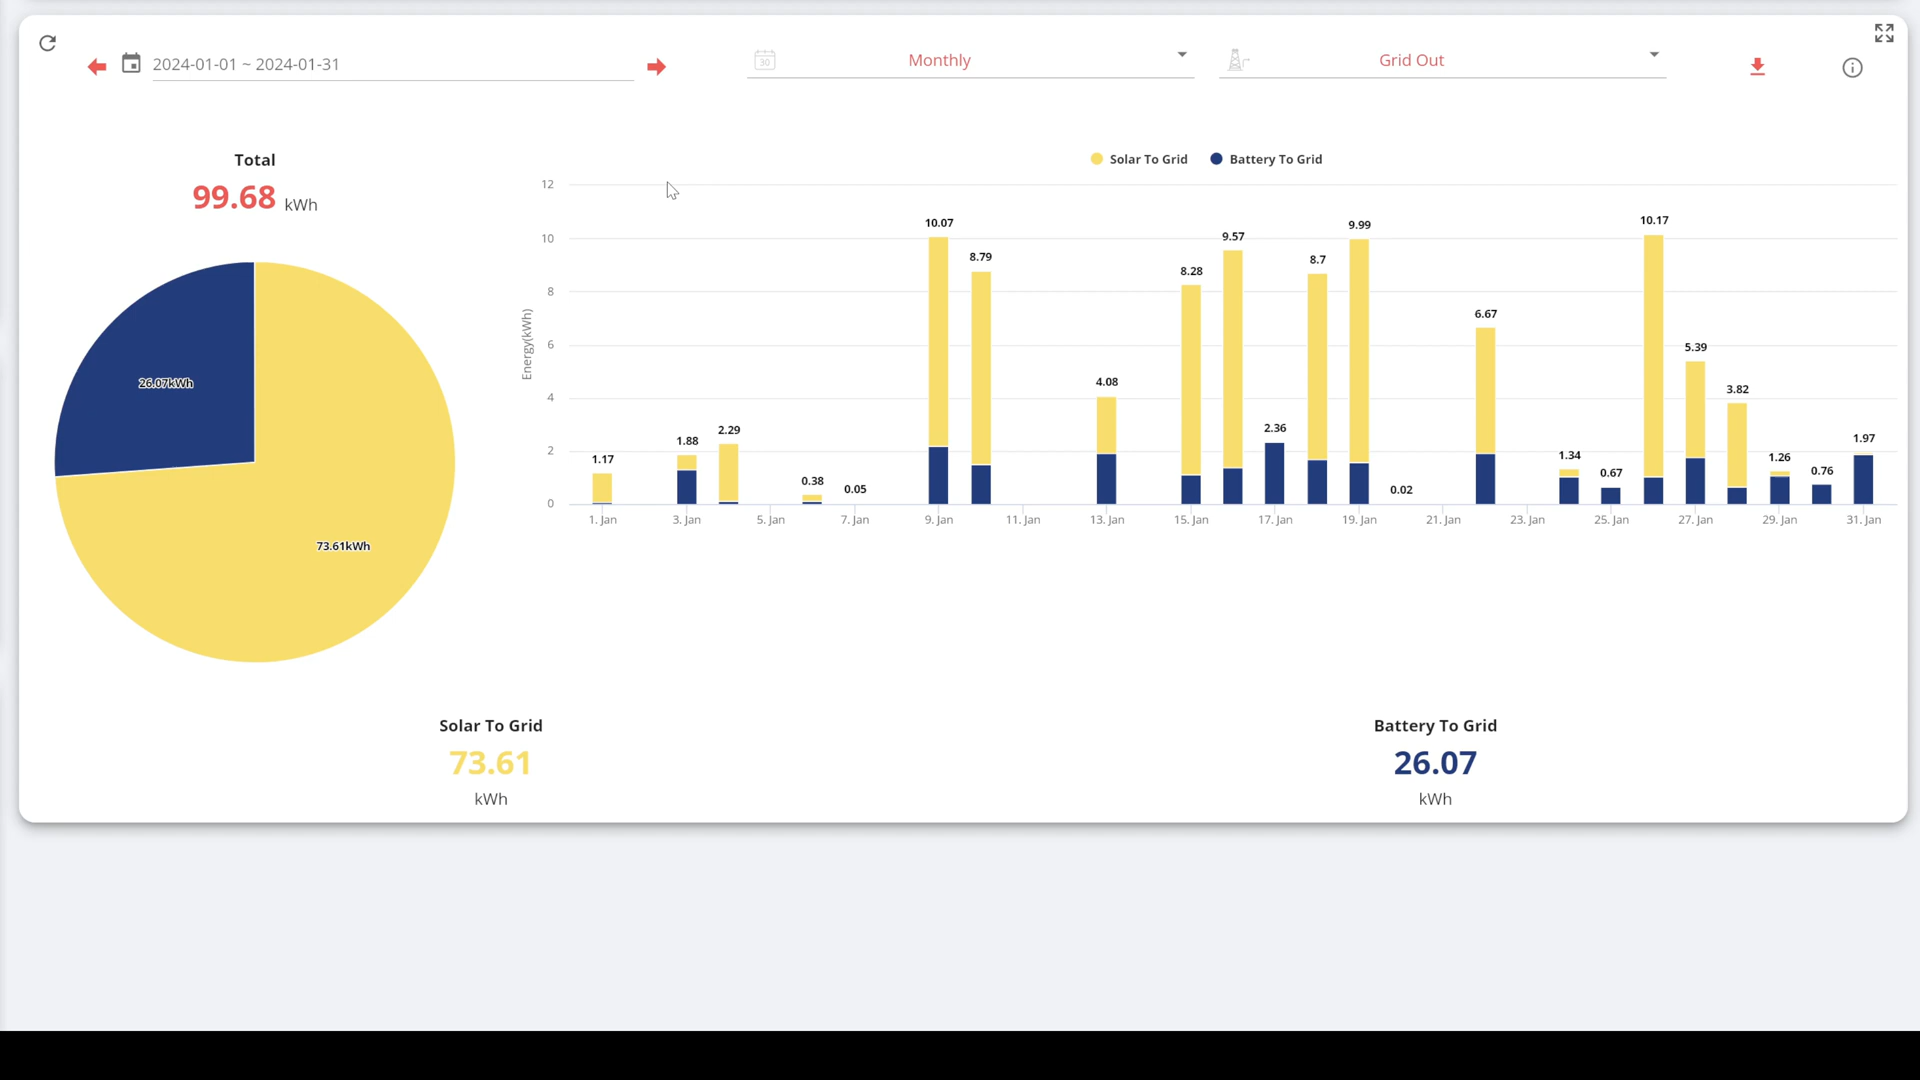 2024-01-01 ~ 2024-01-31
30
Monthly
Grid Out
Total
99.68 kWh
26.07kWh
73.61kWh
Solar To Grid
Battery To Grid
Energy(kWh)
12
10
8
6
4
2
0
1.17
1.88
2.29
0.38
0.05
10.07
8.79
4.08
8.28
9.57
2.36
8.7
9.99
0.02
6.67
1.34
0.67
10.17
5.39
3.82
1.26
0.76
1.97
1. Jan
3. Jan
5. Jan
7. Jan
9. Jan
11. Jan
13. Jan
15. Jan
17. Jan
19. Jan
21. Jan
23. Jan
25. Jan
27. Jan
29. Jan
31. Jan
Solar To Grid
73.61
kWh
Battery To Grid
26.07
kWh